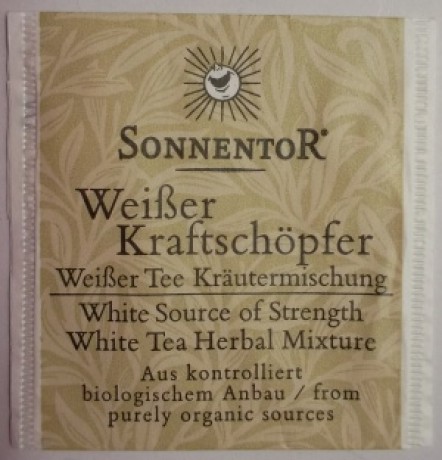 SONNENTOR®
Weißer
Kraftschöpfer
Weißer Tee Kräutermischung
White Source of Strength
White Tea Herbal Mixture
Aus kontrolliert
biologischem Anbau / from
purely organic sources